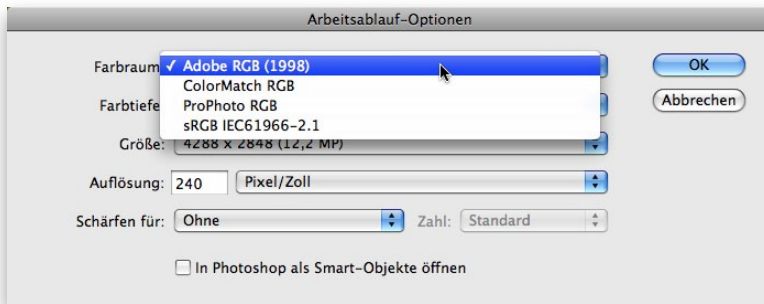 Arbeitsablauf-Optionen
Farbraum ✓ Adobe RGB (1998) OK
ColorMatch RGB
Farbtiefe ProPhoto RGB Abbrechen
sRGB IEC61966-2.1
Größe: 4288 x 2848 (12,2 MP)
Auflösung: 240 Pixel/Zoll
Schärfen für: Ohne Zahl: Standard
In Photoshop als Smart-Objekte öffnen